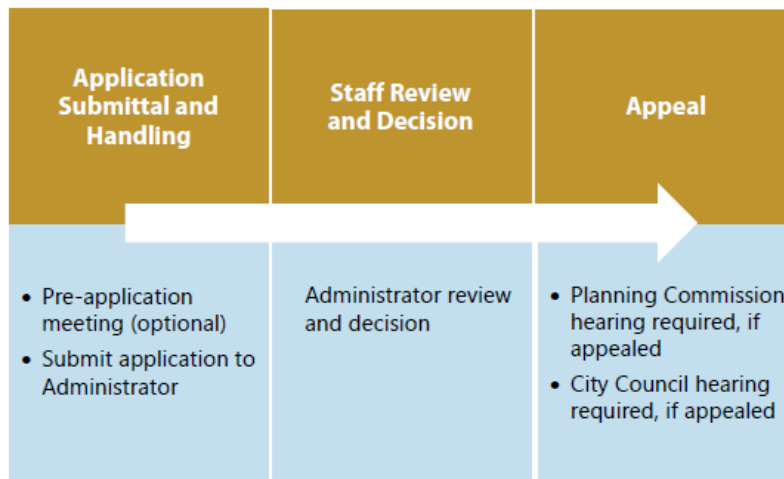 Application
Submittal and
Handling
Staff Review
and Decision
Appeal
• Pre-application
meeting (optional)
• Submit application to
Administrator
Administrator review
and decision
• Planning Commission
hearing required, if
appealed
• City Council hearing
required, if appealed